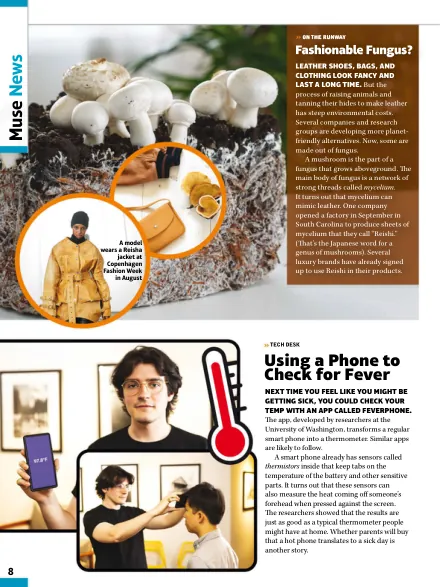 Muse News
ON THE RUNWAY
Fashionable Fungus?
LEATHER SHOES, BAGS, AND
CLOTHING LOOK FANCY AND
LAST A LONG TIME. But the
process of raising animals and
tanning their hides to make leather
has steep environmental costs.
Several companies and research
groups are developing more planet-
friendly alternatives. Now, some are
made out of fungus.
A mushroom is the part of a
fungus that grows aboveground. The
main body of fungus is a network of
strong threads called mycelium.
It turns out that mycelium can
mimic leather. One company
opened a factory in September in
South Carolina to produce sheets of
mycelium that they call "Reishi."
(That's the Japanese word for a
genus of mushrooms). Several
luxury brands have already signed
up to use Reishi in their products.
A model
wears a Reisha
jacket at
Copenhagen
Fashion Week
in August
TECH DESK
Using a Phone to
Check for Fever
NEXT TIME YOU FEEL LIKE YOU MIGHT BE
GETTING SICK, YOU COULD CHECK YOUR
TEMP WITH AN APP CALLED FEVERPHONE.
The app, developed by researchers at the
University of Washington, transforms a regular
smart phone into a thermometer. Similar apps
are likely to follow.
A smart phone already has sensors called
thermistors inside that keep tabs on the
temperature of the battery and other sensitive
parts. It turns out that these sensors can
also measure the heat coming off someone's
forehead when pressed against the screen.
The researchers showed that the results are
just as good as a typical thermometer people
might have at home. Whether parents will buy
that a hot phone translates to a sick day is
another story.
8